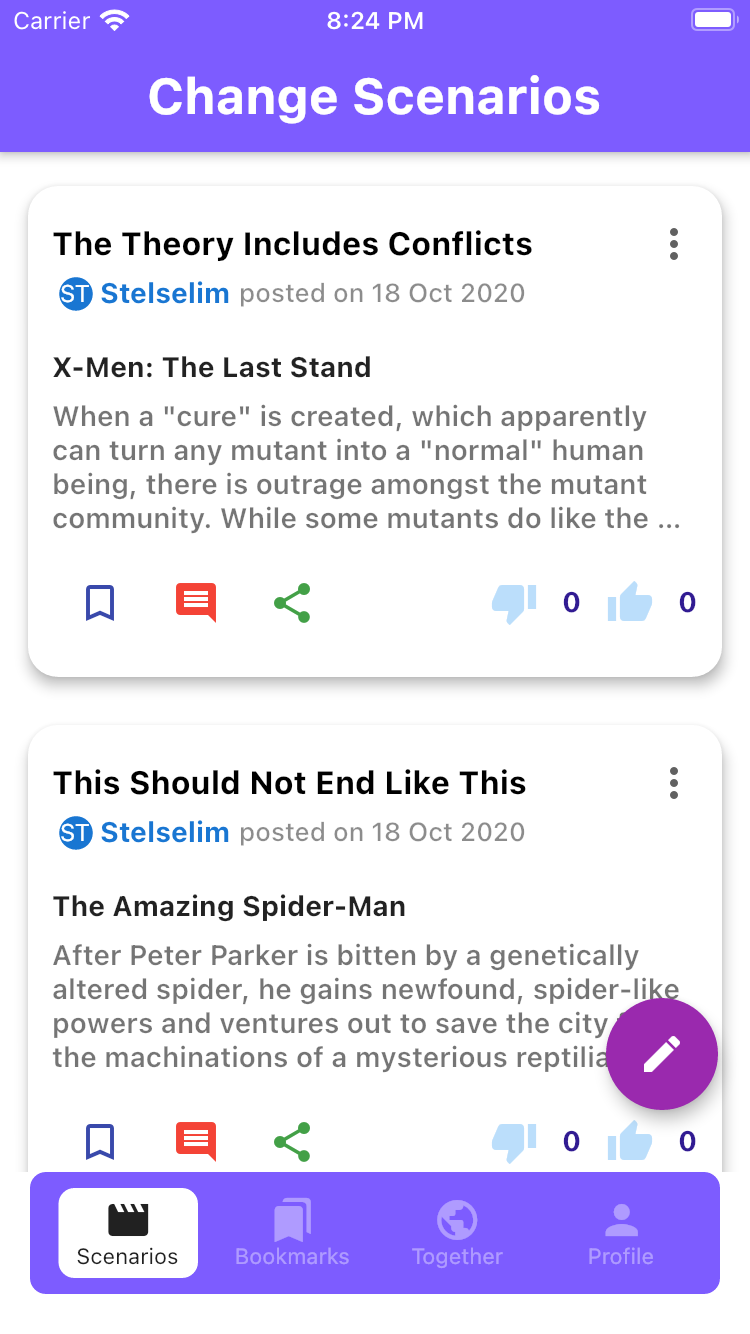 Carrier 8:24 PM
Change Scenarios
The Theory Includes Conflicts
ST Stelselim posted on 18 Oct 2020
X-Men: The Last Stand
When a "cure" is created, which apparently
can turn any mutant into a "normal" human
being, there is outrage amongst the mutant
community. While some mutants do like the ...
0 0
This Should Not End Like This
ST Stelselim posted on 18 Oct 2020
The Amazing Spider-Man
After Peter Parker is bitten by a genetically
altered spider, he gains newfound, spider-like
powers and ventures out to save the city
the machinations of a mysterious
0 0
Scenarios Bookmarks Together Profile